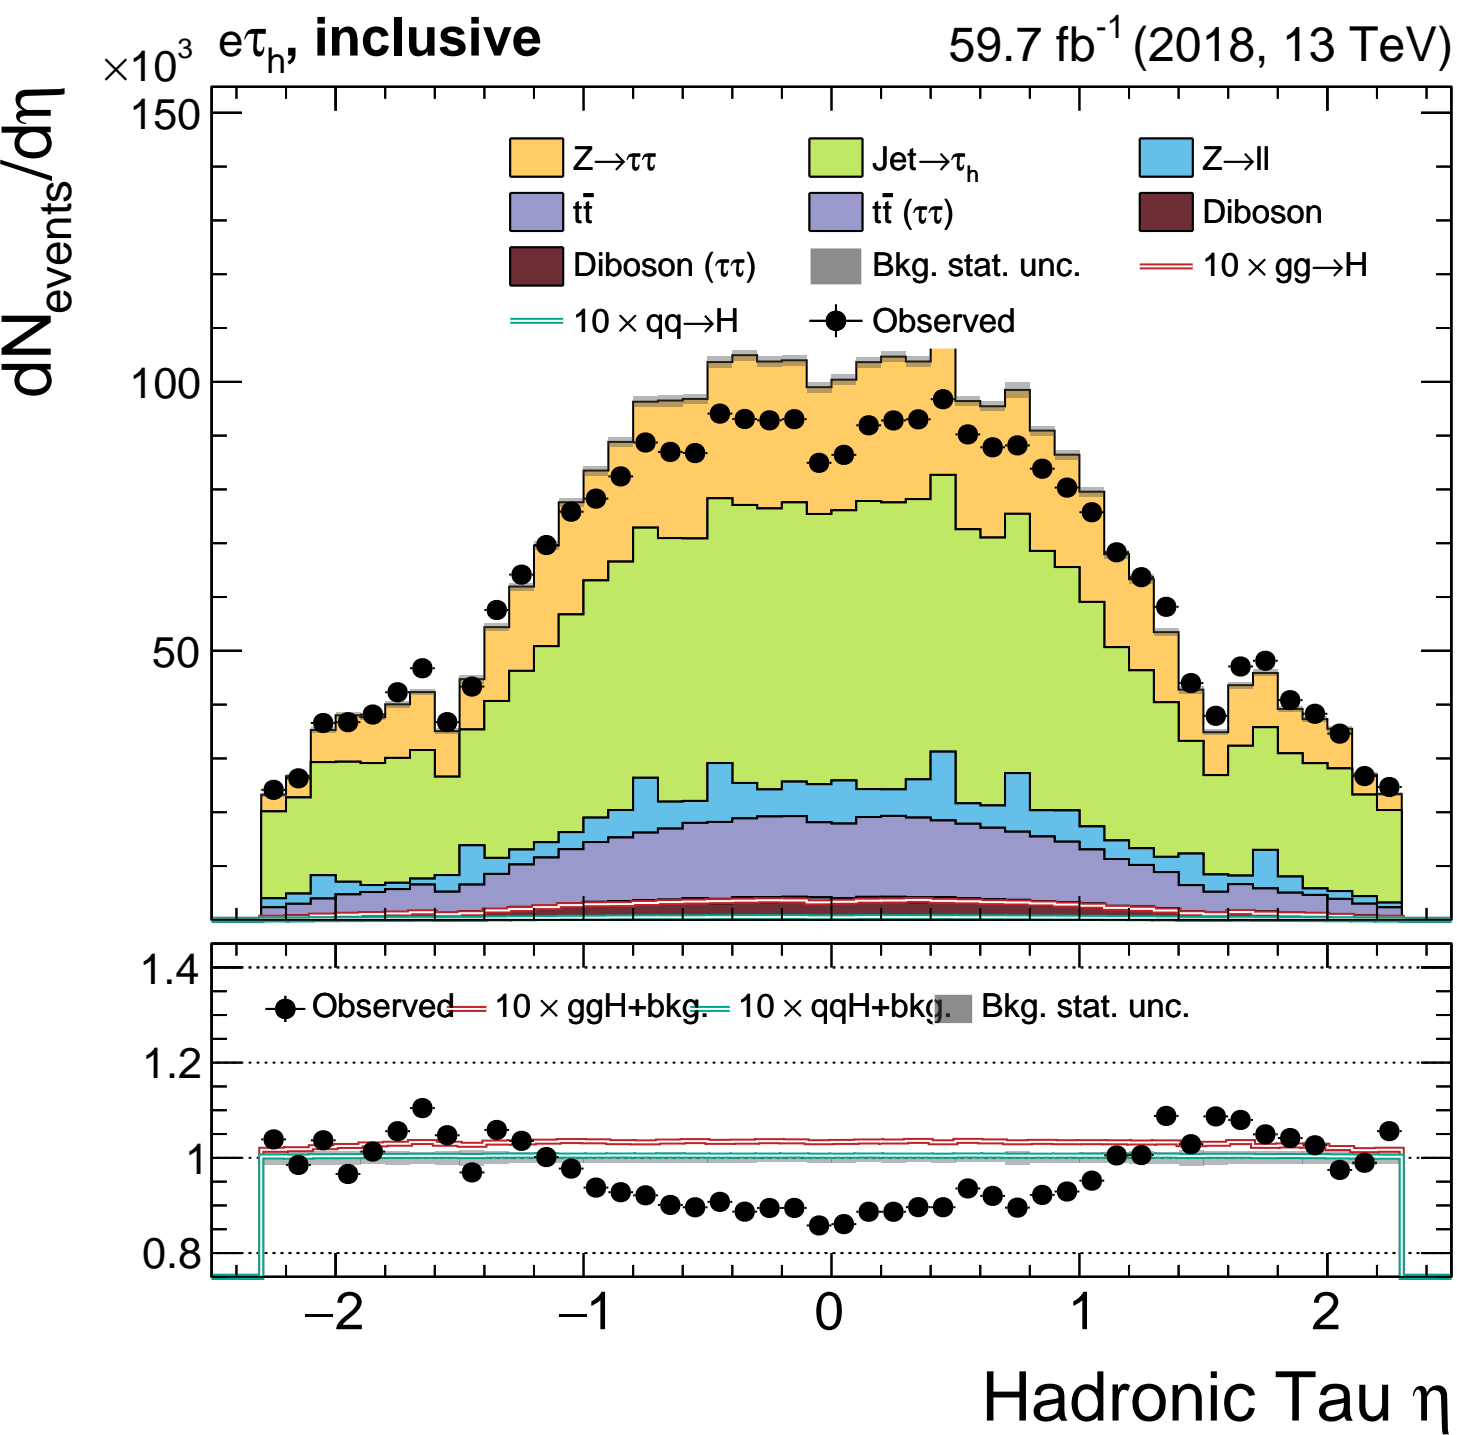 ×10³ eτₕ, inclusive 59.7 fb⁻¹ (2018, 13 TeV)
dN_events/dη
150
100
50
Z→ττ Jet→τₕ Z→ll
tt̄ tt̄ (ττ) Diboson
Diboson (ττ) Bkg. stat. unc. 10 × gg→H
10 × qq→H Observed
1.4
1.2
1
0.8
Observed 10 × ggH+bkg. 10 × qqH+bkg. Bkg. stat. unc.
−2 −1 0 1 2
Hadronic Tau η